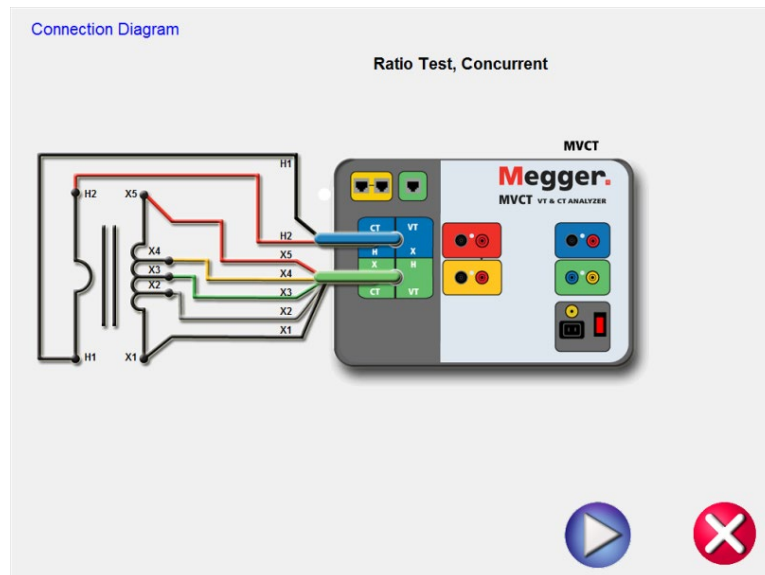 Connection Diagram
Ratio Test, Concurrent
MVCT
H1
Megger.
MVCT VT & CT ANALYZER
H2
X5
CT VT
H2
X5
H X
X4
X4
X H
X3
X3
CT VT
X2
X2
X1
H1
X1